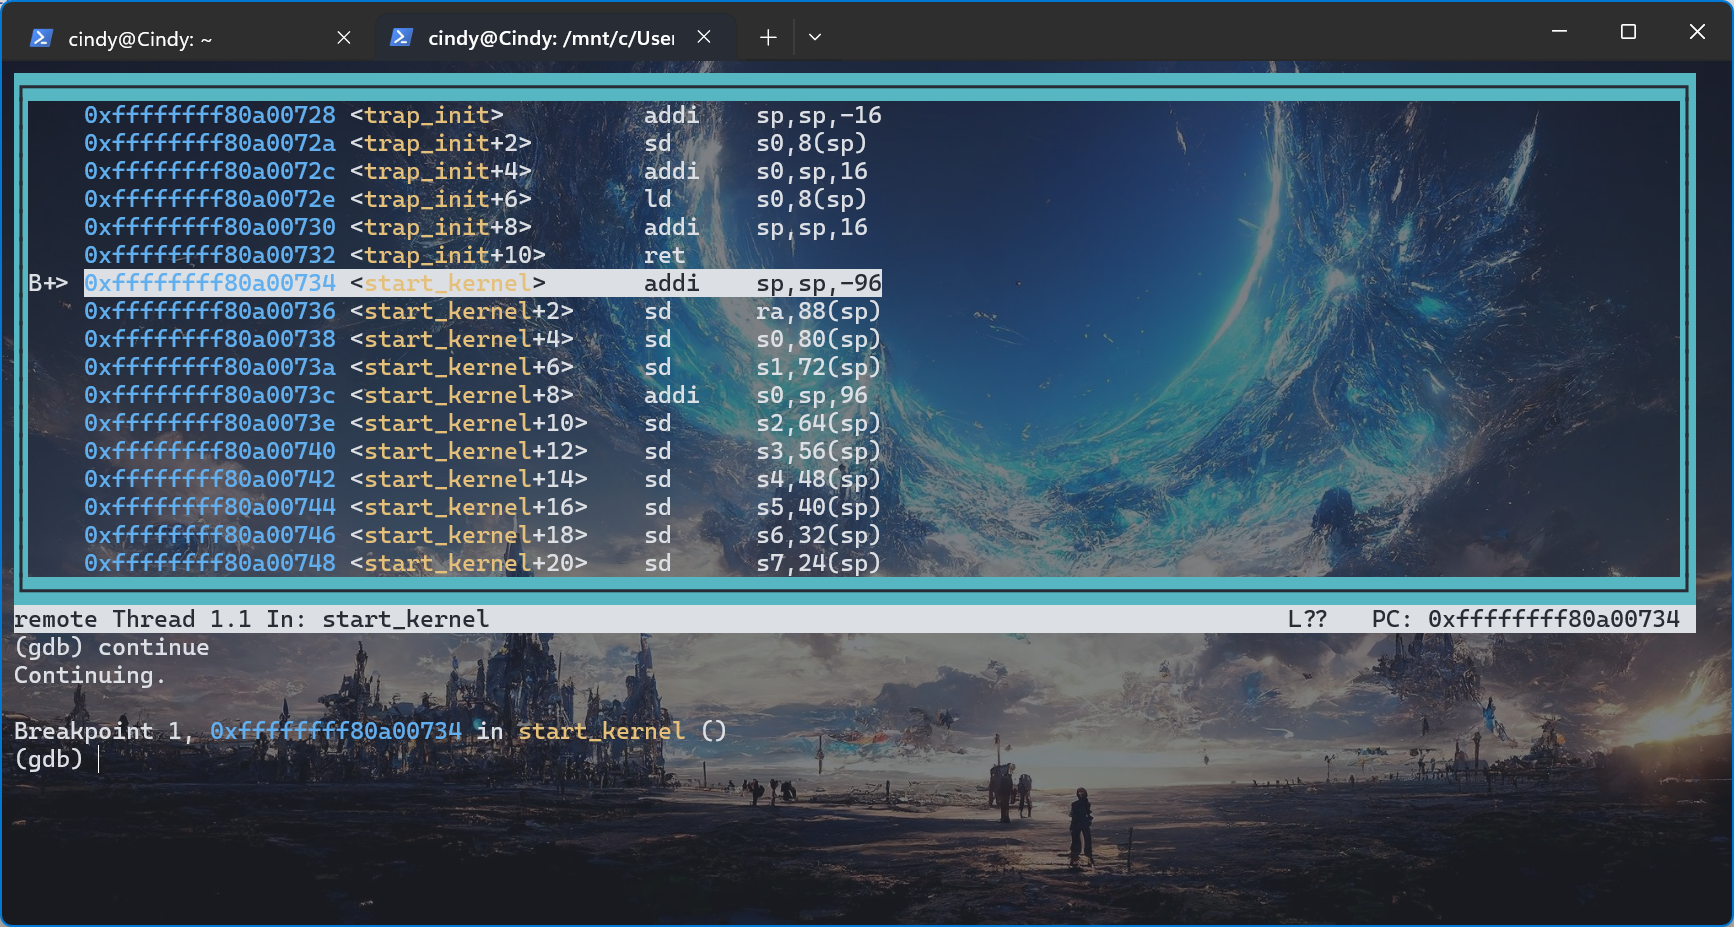 cindy@Cindy: ~
cindy@Cindy: /mnt/c/User
0xffffffff80a00728 <trap_init> addi sp,sp,-16
0xffffffff80a0072a <trap_init+2> sd s0,8(sp)
0xffffffff80a0072c <trap_init+4> addi s0,sp,16
0xffffffff80a0072e <trap_init+6> ld s0,8(sp)
0xffffffff80a00730 <trap_init+8> addi sp,sp,16
0xffffffff80a00732 <trap_init+10> ret
B+> 0xffffffff80a00734 <start_kernel> addi sp,sp,-96
0xffffffff80a00736 <start_kernel+2> sd ra,88(sp)
0xffffffff80a00738 <start_kernel+4> sd s0,80(sp)
0xffffffff80a0073a <start_kernel+6> sd s1,72(sp)
0xffffffff80a0073c <start_kernel+8> addi s0,sp,96
0xffffffff80a0073e <start_kernel+10> sd s2,64(sp)
0xffffffff80a00740 <start_kernel+12> sd s3,56(sp)
0xffffffff80a00742 <start_kernel+14> sd s4,48(sp)
0xffffffff80a00744 <start_kernel+16> sd s5,40(sp)
0xffffffff80a00746 <start_kernel+18> sd s6,32(sp)
0xffffffff80a00748 <start_kernel+20> sd s7,24(sp)
remote Thread 1.1 In: start_kernel L?? PC: 0xffffffff80a00734
(gdb) continue
Continuing.
Breakpoint 1, 0xffffffff80a00734 in start_kernel ()
(gdb)